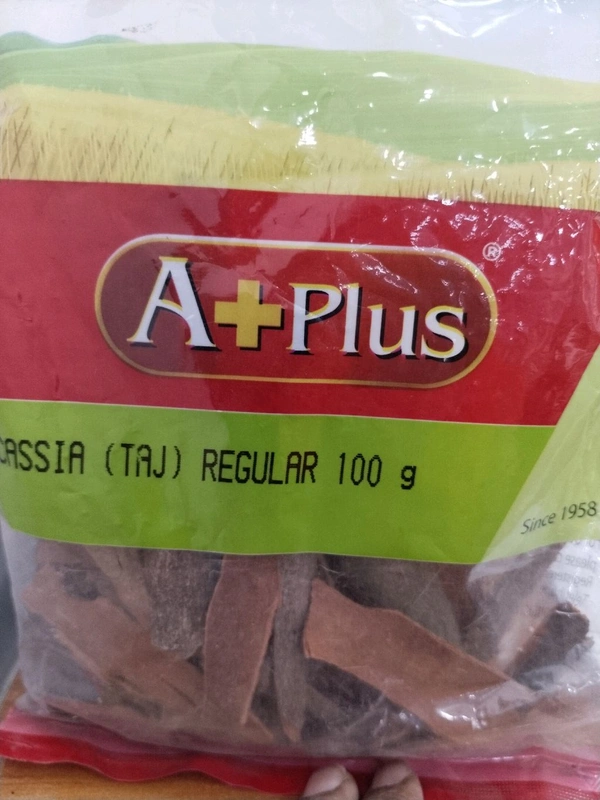 A+Plus ®
CASSIA (TAJ) REGULAR 100 g
Since 1958